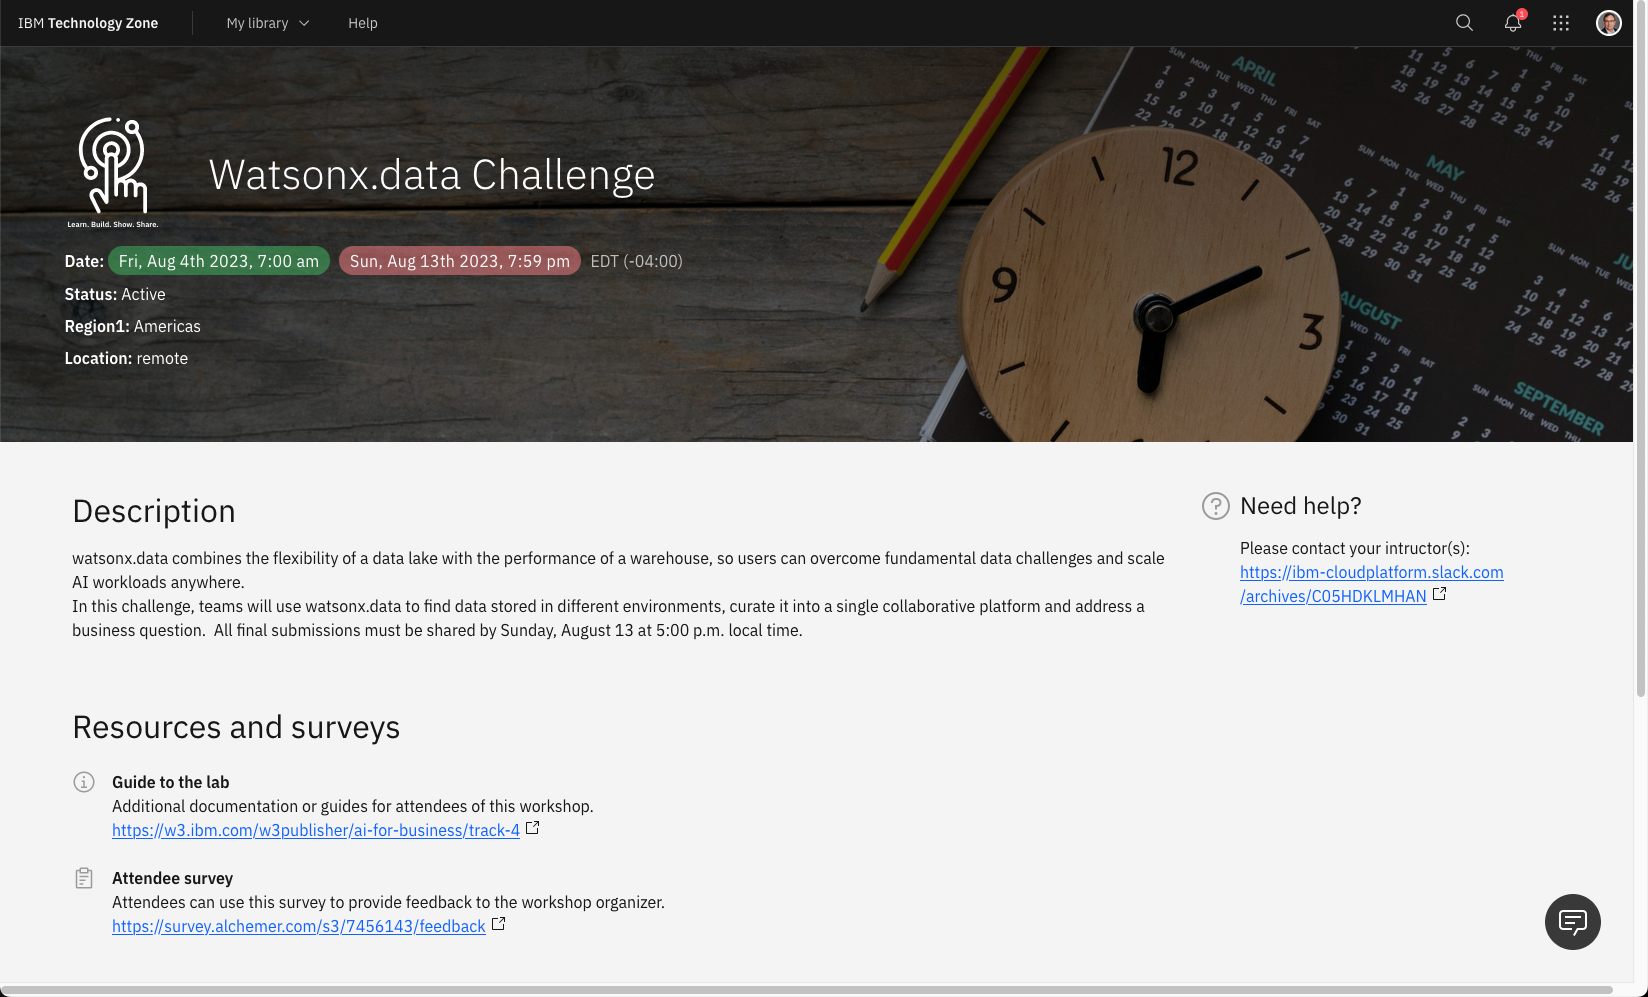 IBM Technology Zone
My library
Help
1
Watsonx.data Challenge
Learn. Build. Show. Share.
Date: Fri, Aug 4th 2023, 7:00 am Sun, Aug 13th 2023, 7:59 pm EDT (-04:00)
Status: Active
Region1: Americas
Location: remote
APRIL
MAY
AUGUST
SEPTEMBER
12
9
3
Description
watsonx.data combines the flexibility of a data lake with the performance of a warehouse, so users can overcome fundamental data challenges and scale
AI workloads anywhere.
In this challenge, teams will use watsonx.data to find data stored in different environments, curate it into a single collaborative platform and address a
business question.  All final submissions must be shared by Sunday, August 13 at 5:00 p.m. local time.
Need help?
Please contact your intructor(s):
https://ibm-cloudplatform.slack.com
/archives/C05HDKLMHAN
Resources and surveys
Guide to the lab
Additional documentation or guides for attendees of this workshop.
https://w3.ibm.com/w3publisher/ai-for-business/track-4
Attendee survey
Attendees can use this survey to provide feedback to the workshop organizer.
https://survey.alchemer.com/s3/7456143/feedback